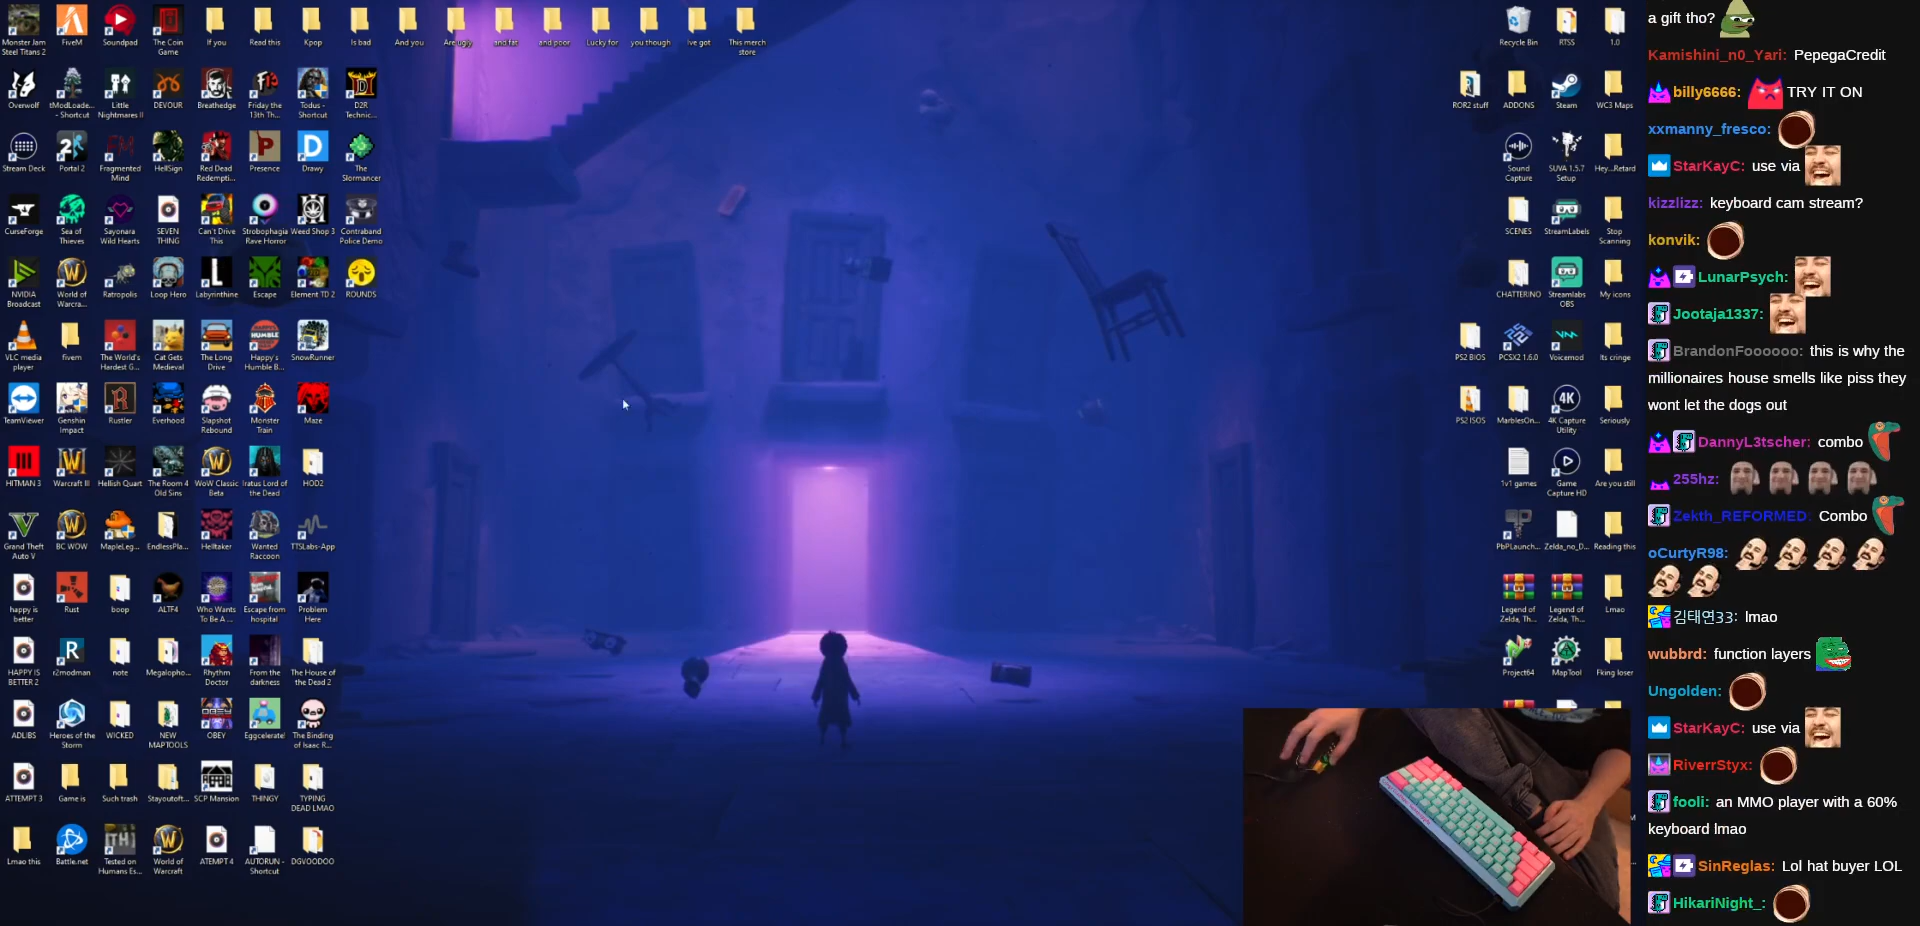 Monster Jam
Steel Titans 2
FiveM
Soundpad
The Coin
Game
If you
Read this
Kpop
Is bad
And you
Are ugly
and fat
and poor
Lucky for
you though
Ive got
This merch
store
Overwolf
tModLoade...
- Shortcut
Little
Nightmares II
DEVOUR
Breathedge
Friday the
13th Th...
Todus -
Shortcut
D2R
Technic...
Stream Deck
Portal 2
Fragmented
Mind
HellSign
Red Dead
Redempti...
Presence
Drawy
The
Slormancer
CurseForge
Sea of
Thieves
Sayonara
Wild Hearts
SEVEN
THING
Can't Drive
This
Strobophagia
Rave Horror
Weed Shop 3
Contraband
Police Demo
NVIDIA
Broadcast
World of
Warcra...
Ratropolis
Loop Hero
Labyrinthine
Escape
Element TD 2
ROUNDS
VLC media
player
fivem
The World's
Hardest G...
Cat Gets
Medieval
The Long
Drive
Happy's
Humble B...
SnowRunner
TeamViewer
Genshin
Impact
Rustler
Everhood
Slapshot
Rebound
Monster
Train
Maze
HITMAN 3
Warcraft III
Hellish Quart
The Room 4
Old Sins
WoW Classic
Beta
Iratus Lord of
the Dead
HOD2
Grand Theft
Auto V
BC WOW
MapleLeg...
EndlessPla...
Helltaker
Wanted
Raccoon
TTSLabs-App
happy is
better
Rust
boop
ALTF4
Who Wants
To Be A ...
Escape from
hospital
Problem
Here
HAPPY IS
BETTER 2
r2modman
note
Megalopho...
Rhythm
Doctor
From the
darkness
The House of
the Dead 2
ADLIBS
Heroes of the
Storm
WICKED
NEW
MAPTOOLS
OBEY
Eggcelerate!
The Binding
of Isaac R...
ATTEMPT 3
Game is
Such trash
Stayoutoft...
SCP Mansion
THINGY
TYPING
DEAD LMAO
Lmao this
Battle.net
Tested on
Humans Es...
World of
Warcraft
ATEMPT 4
AUTORUN -
Shortcut
DGVOODOO
Recycle Bin
RTSS
1.0
ROR2 stuff
ADDONS
Steam
WC3 Maps
Sound
Capture
SUVA 1.5.7
Setup
Hey...Retard
SCENES
StreamLabels
Stop
Scanning
CHATTERINO
Streamlabs
OBS
My icons
PS2 BIOS
PCSX2 1.6.0
Voicemod
Its cringe
PS2 ISOS
MarblesOn...
4K Capture
Utility
Seriously
1v1 games
Game
Capture HD
Are you still
PbPLaunch...
Zelda_no_D...
Reading this
Legend of
Zelda, Th...
Legend of
Zelda, Th...
Lmao
Project64
MapTool
Fking loser
a gift tho?
Kamishini_n0_Yari: PepegaCredit
billy6666: TRY IT ON
xxmanny_fresco:
StarKayC: use via
kizzlizz: keyboard cam stream?
konvik:
LunarPsych:
Jootaja1337:
BrandonFoooooo: this is why the
millionaires house smells like piss they
wont let the dogs out
DannyL3tscher: combo
255hz:
Zekth_REFORMED: Combo
oCurtyR98:
김태연33: lmao
wubbrd: function layers
Ungolden:
StarKayC: use via
RiverrStyx:
fooli: an MMO player with a 60%
keyboard lmao
SinReglas: Lol hat buyer LOL
HikariNight_: